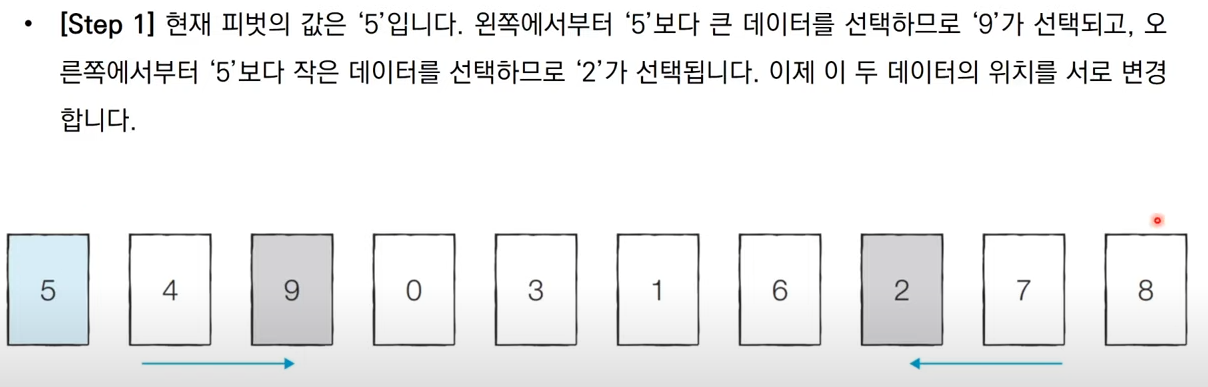 • [Step 1] 현재 피벗의 값은 ‘5’입니다. 왼쪽에서부터 ‘5’보다 큰 데이터를 선택하므로 ‘9’가 선택되고, 오
른쪽에서부터 ‘5’보다 작은 데이터를 선택하므로 ‘2’가 선택됩니다. 이제 이 두 데이터의 위치를 서로 변경
합니다.
5 4 9 0 3 1 6 2 7 8